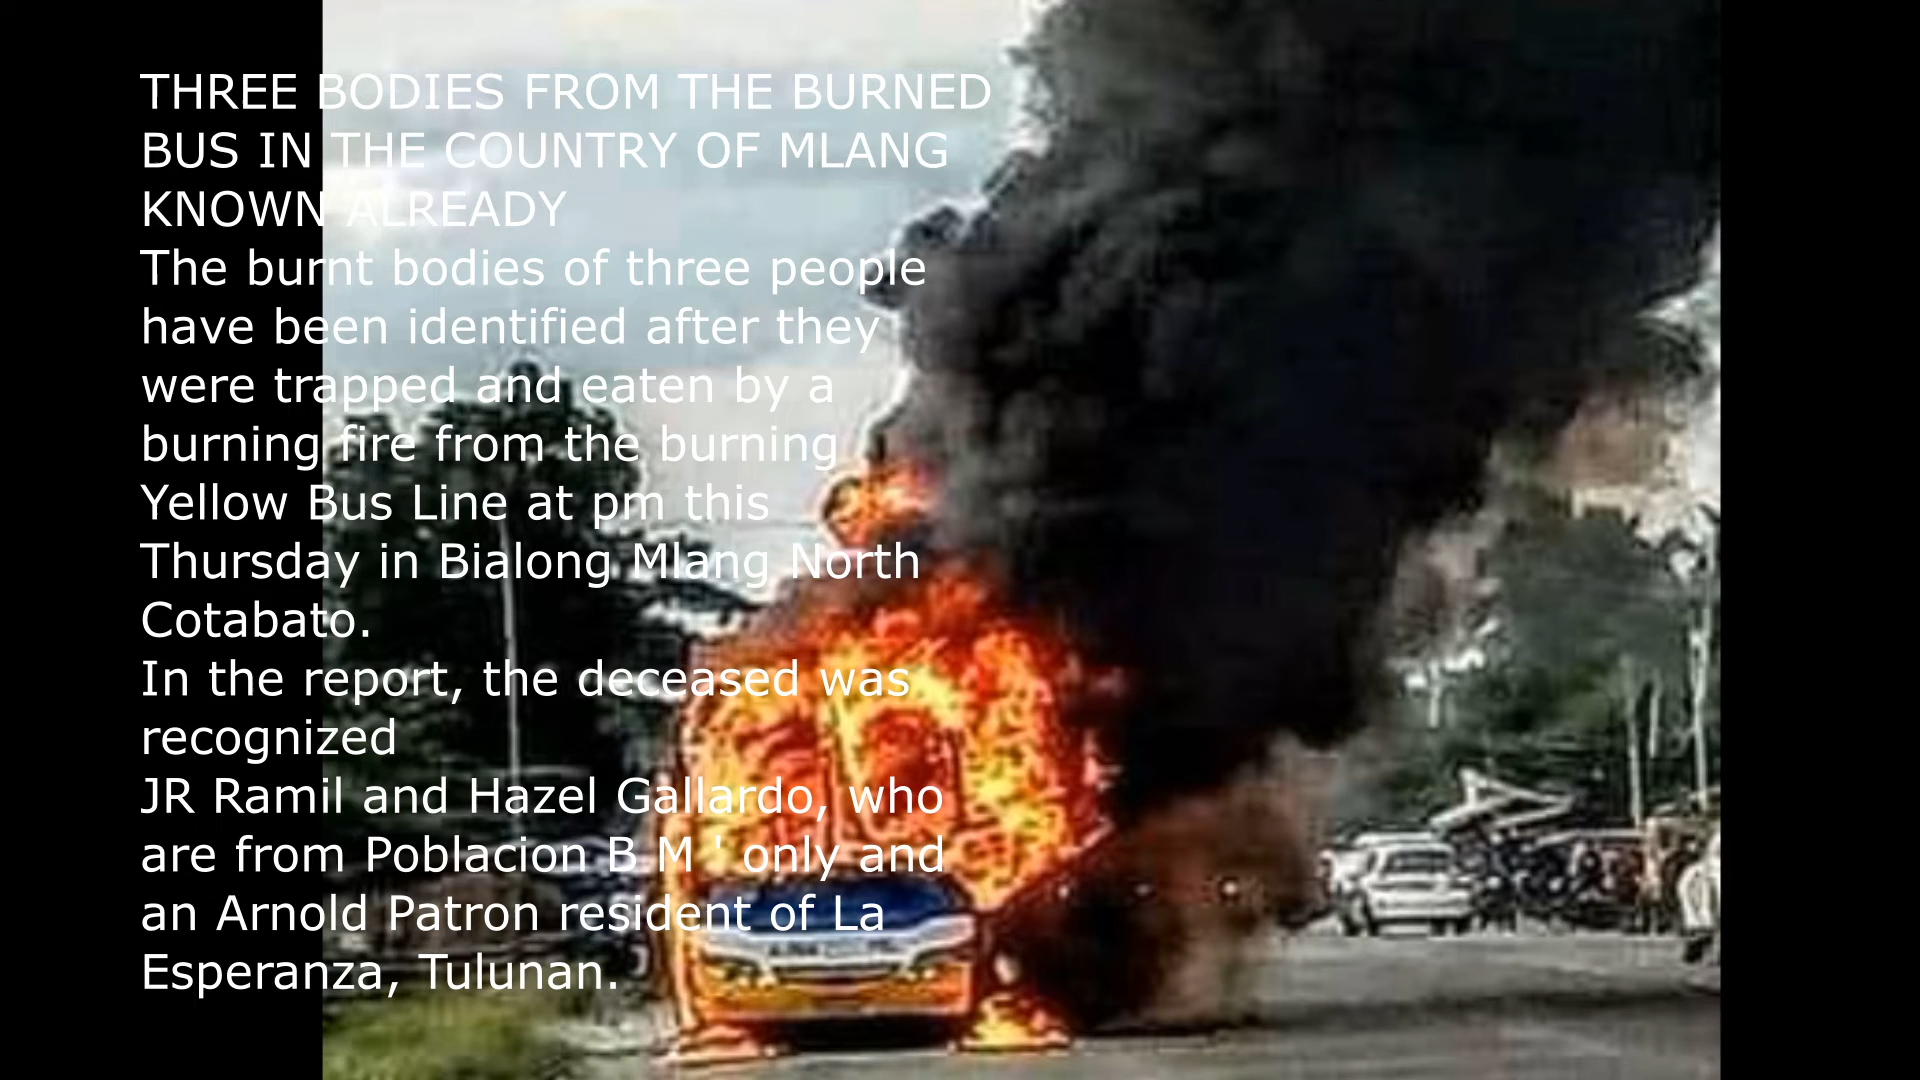 THREE BODIES FROM THE BURNED
BUS IN THE COUNTRY OF MLANG
KNOWN ALREADY
The burnt bodies of three people
have been identified after they
were trapped and eaten by a
burning fire from the burning
Yellow Bus Line at pm this
Thursday in Bialong Mlang North
Cotabato.
In the report, the deceased was
recognized
JR Ramil and Hazel Gallardo, who
are from Poblacion B M ' only and
an Arnold Patron resident of La
Esperanza, Tulunan.